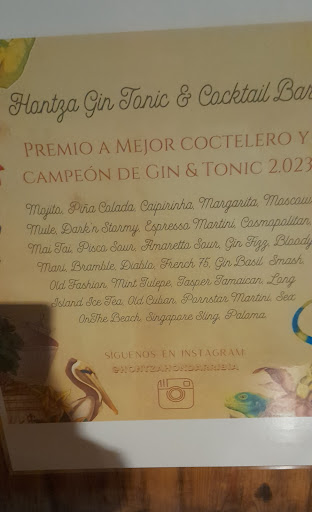 Hontza Gin Tonic & Cocktail Bar
PREMIO A MEJOR COCTELERO Y
CAMPEÓN DE GIN & TONIC 2.023
Mojito, Piña Colada, Caipirinha, Margarita, Moscow
Mule, Dark'n Stormy, Espresso Martini, Cosmopolitan,
Mai Tai, Pisco Sour, Amaretto Sour, Gin Fizz, Bloody
Mari, Bramble, Diablo, French 75, Gin Basil Smash,
Old Fashion, Mint Tulepe, Jasper Jamaican, Long
Island Ice Tea, Old Cuban, Pornstar Martini, Sex
OnThe Beach, Singapore Sling, Paloma.
SÍGUENOS EN INSTAGRAM
@HONTZAHONDARRIBIA